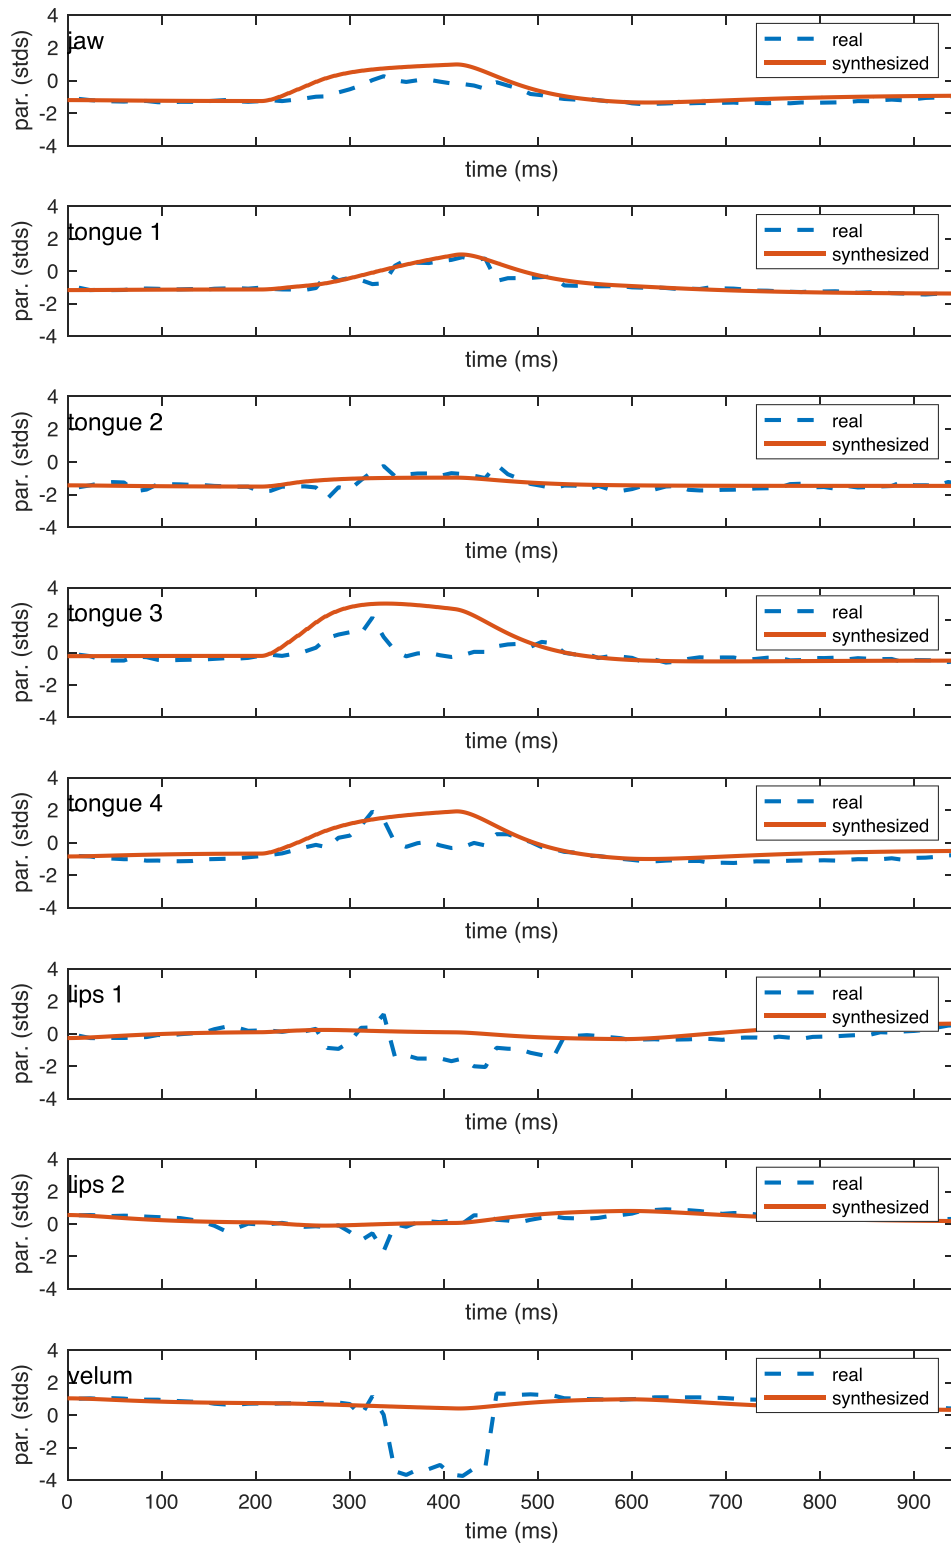 4
2
0
-2
-4
par. (stds)
jaw
real
synthesized
time (ms)
4
2
0
-2
-4
par. (stds)
tongue 1
real
synthesized
time (ms)
4
2
0
-2
-4
par. (stds)
tongue 2
real
synthesized
time (ms)
4
2
0
-2
-4
par. (stds)
tongue 3
real
synthesized
time (ms)
4
2
0
-2
-4
par. (stds)
tongue 4
real
synthesized
time (ms)
4
2
0
-2
-4
par. (stds)
lips 1
real
synthesized
time (ms)
4
2
0
-2
-4
par. (stds)
lips 2
real
synthesized
time (ms)
4
2
0
-2
-4
par. (stds)
velum
real
synthesized
0 100 200 300 400 500 600 700 800 900
time (ms)